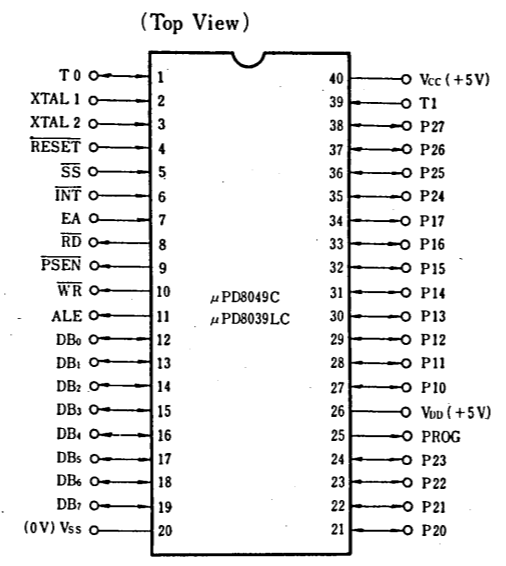 (Top View)
T0 1 40 Vcc (+5V)
XTAL 1 2 39 T1
XTAL 2 3 38 P27
RESET 4 37 P26
SS 5 36 P25
INT 6 35 P24
EA 7 34 P17
RD 8 33 P16
PSEN 9 32 P15
WR 10 μPD8049C 31 P14
ALE 11 μPD8039LC 30 P13
DB0 12 29 P12
DB1 13 28 P11
DB2 14 27 P10
DB3 15 26 VDD (+5V)
DB4 16 25 PROG
DB5 17 24 P23
DB6 18 23 P22
DB7 19 22 P21
(0V) Vss 20 21 P20